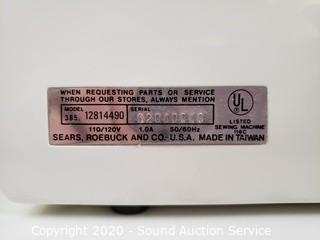 WHEN REQUESTING PARTS OR SERVICE
THROUGH OUR STORES, ALWAYS MENTION
MODEL SERIAL
385. 12814490
110/120V 1.0A 50/60Hz
SEARS, ROEBUCK AND CO.-U.S.A. MADE IN TAIWAN
UL
LISTED
SEWING MACHINE
116C
Copyright © 2020 - Sound Auction Service